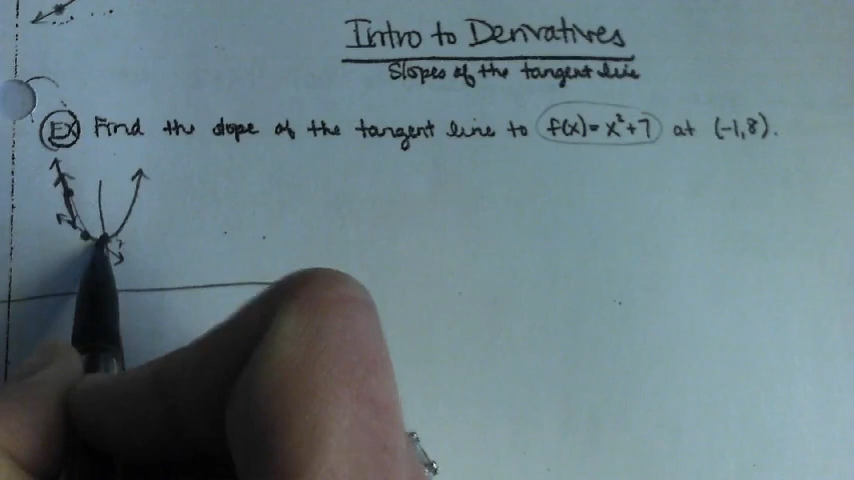 Intro to Derivatives
Slopes of the tangent line
EX Find the slope of the tangent line to f(x)=x²+7 at (-1,8).